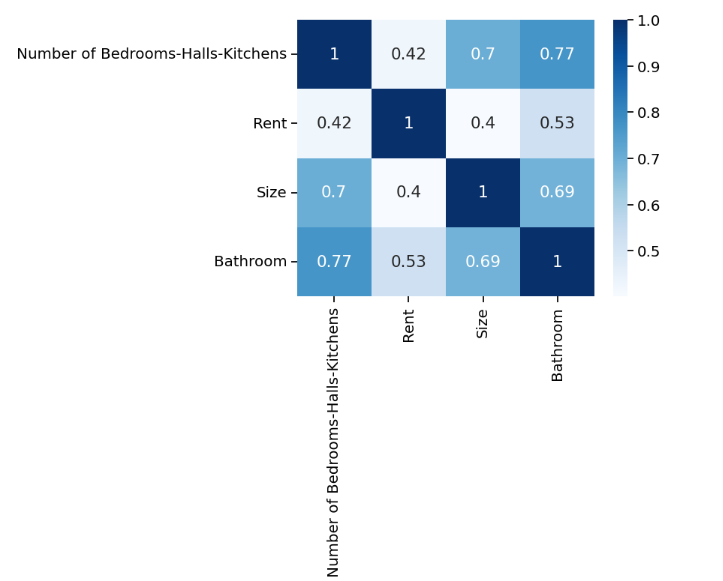 Number of Bedrooms-Halls-Kitchens 1 0.42 0.7 0.77
Rent 0.42 1 0.4 0.53
Size 0.7 0.4 1 0.69
Bathroom 0.77 0.53 0.69 1
Number of Bedrooms-Halls-Kitchens
Rent
Size
Bathroom
1.0
0.9
0.8
0.7
0.6
0.5